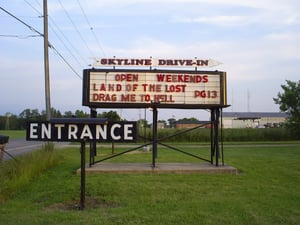 SKYLINE DRIVE-IN
OPEN WEEKENDS
LAND OF THE LOST
DRAG ME TO HELL PG13
ENTRANCE